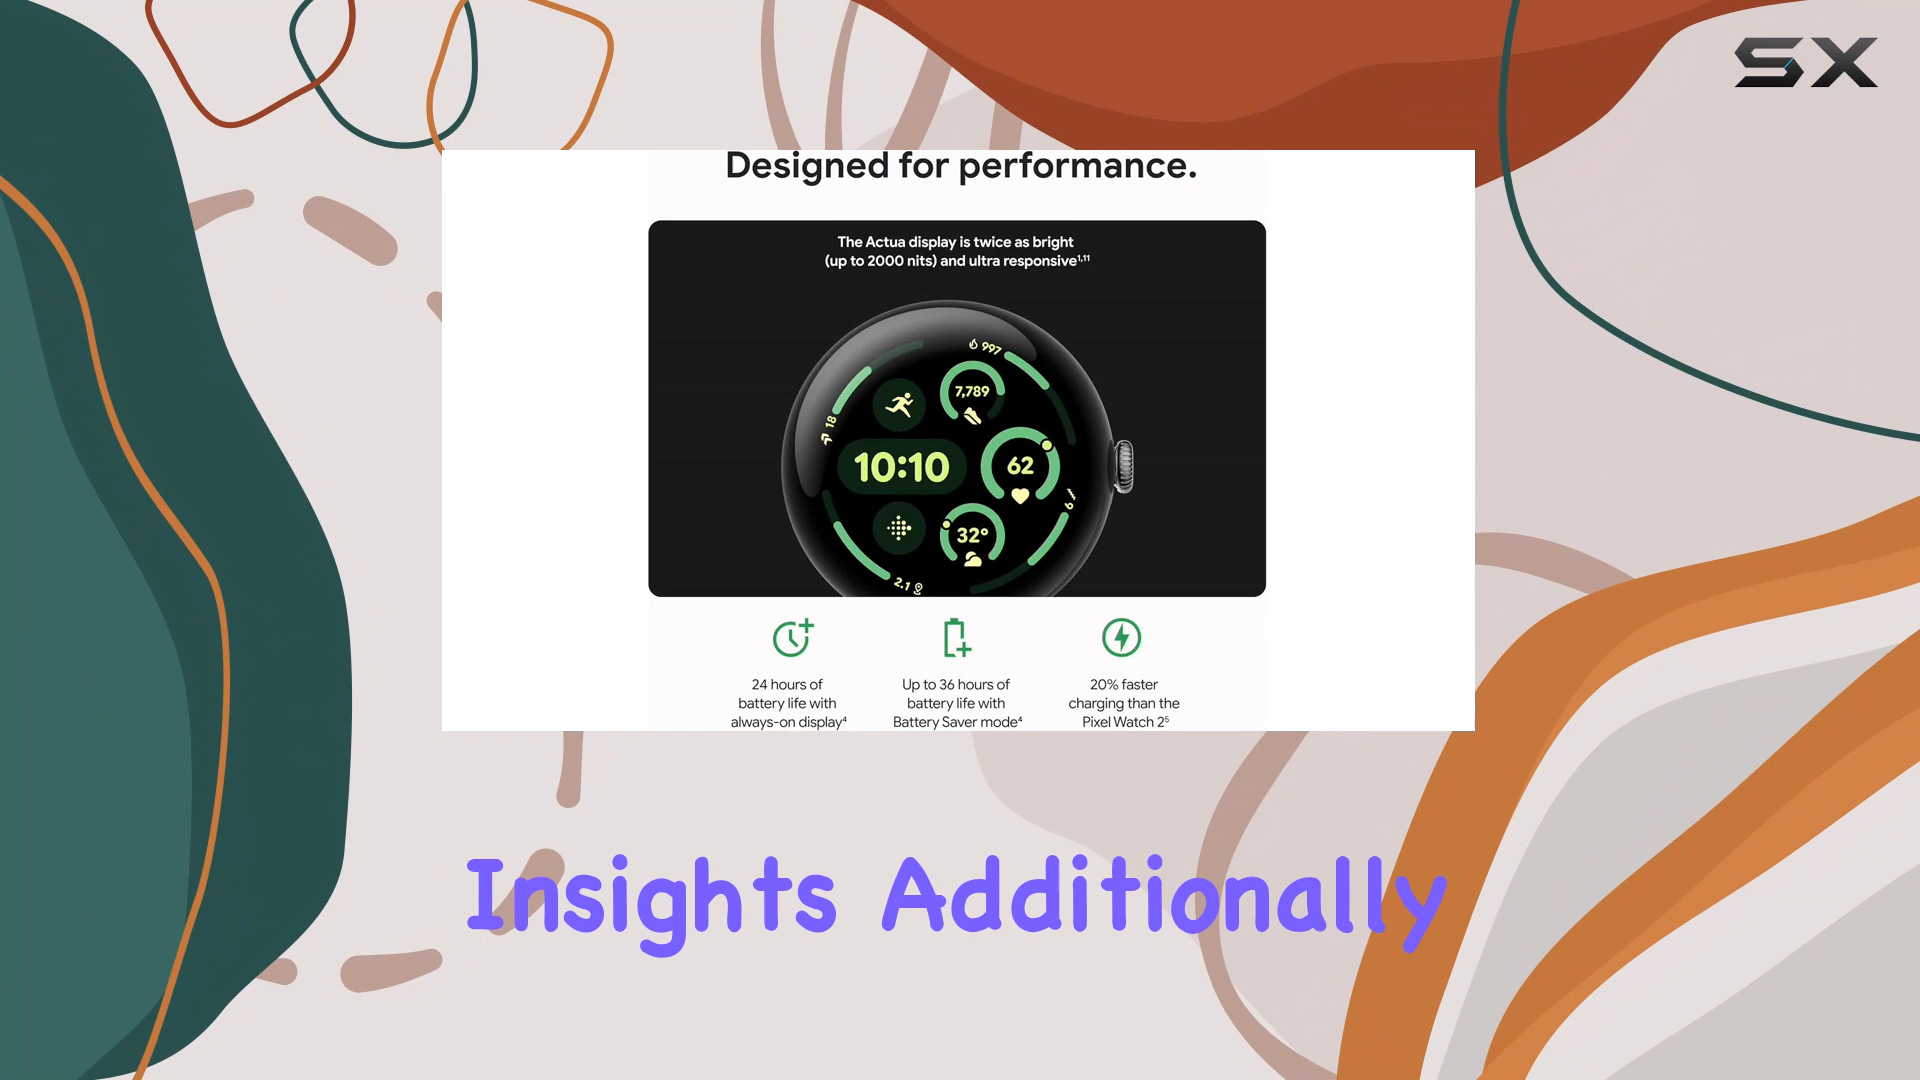 SX
Designed for performance.
The Actua display is twice as bright
(up to 2000 nits) and ultra responsive¹,¹¹
997
7,789
18
10:10
62
9
32°
2.1
24 hours of
battery life with
always-on display⁴
Up to 36 hours of
battery life with
Battery Saver mode⁴
20% faster
charging than the
Pixel Watch 2⁵
Insights Additionally